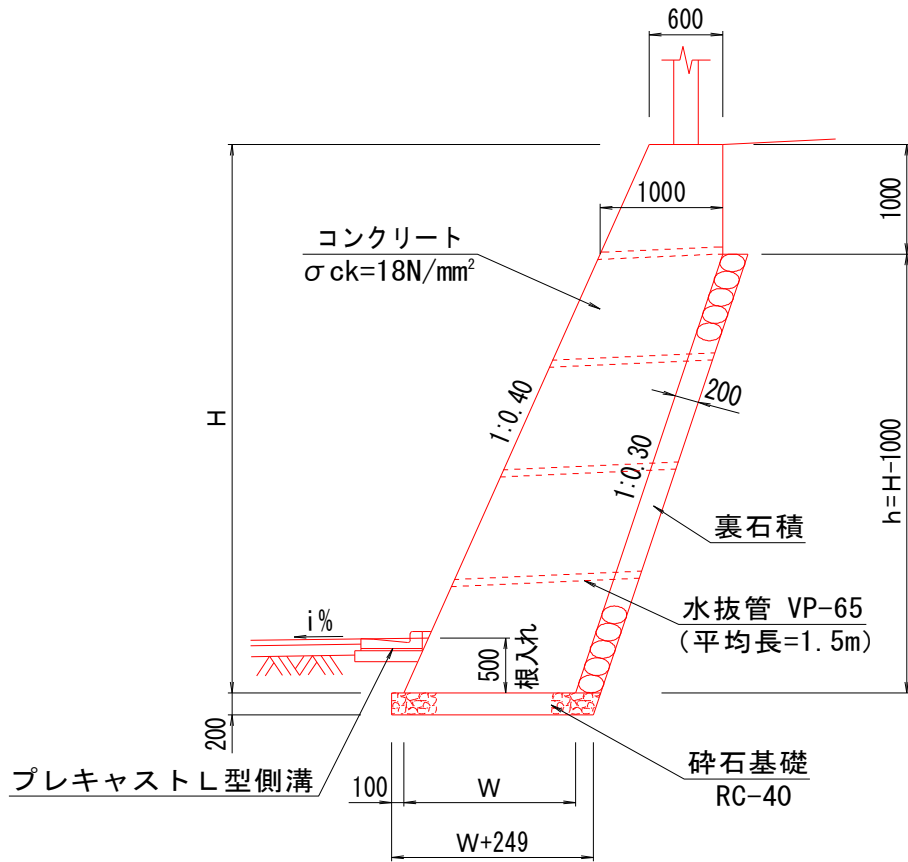 600
1000
1000
コンクリート
σck=18N/mm²
H
1:0.40
200
1:0.30
h=H-1000
裏石積
水抜管 VP-65
(平均長=1.5m)
i%
500
根入れ
200
プレキャストL型側溝
100
W
砕石基礎
RC-40
W+249